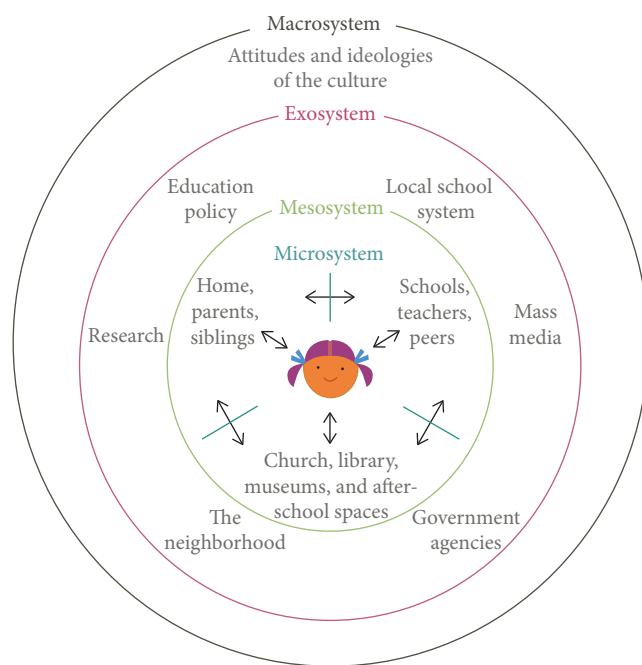 Macrosystem
Attitudes and ideologies
of the culture
Exosystem
Education
policy
Local school
system
Mesosystem
Microsystem
Home,
parents,
siblings
Schools,
teachers,
peers
Research
Mass
media
Church, library,
museums, and after-
school spaces
The
neighborhood
Government
agencies